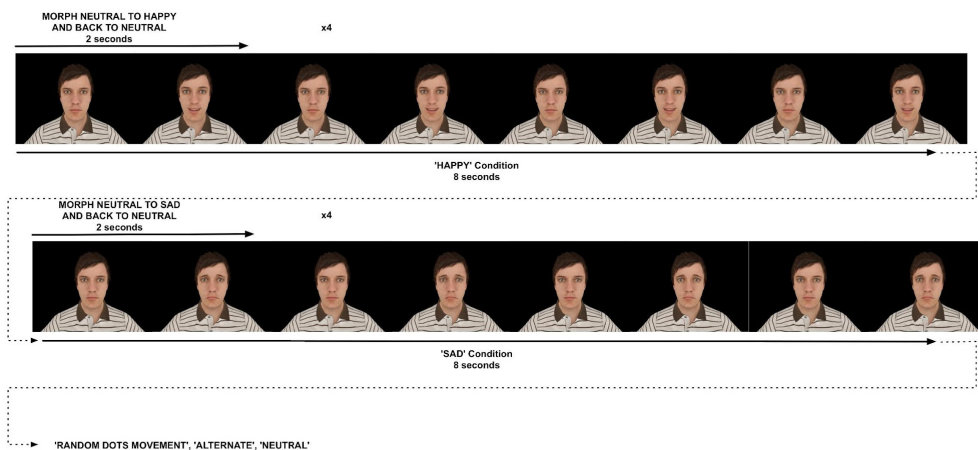 MORPH NEUTRAL TO HAPPY
AND BACK TO NEUTRAL
2 seconds
x4
'HAPPY' Condition
8 seconds
MORPH NEUTRAL TO SAD
AND BACK TO NEUTRAL
2 seconds
x4
'SAD' Condition
8 seconds
'RANDOM DOTS MOVEMENT', 'ALTERNATE', 'NEUTRAL'